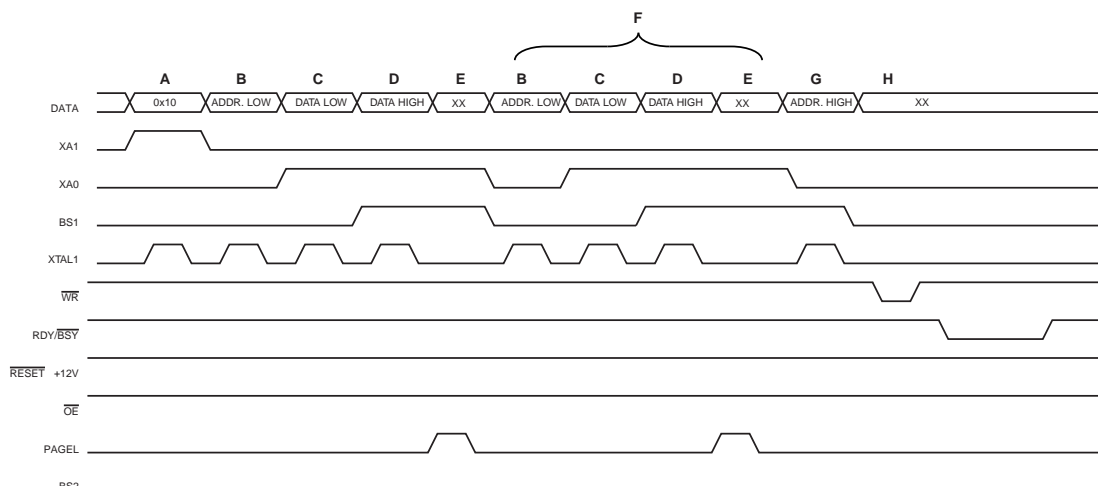 F
A B C D E B C D E G H
DATA 0x10 ADDR. LOW DATA LOW DATA HIGH XX ADDR. LOW DATA LOW DATA HIGH XX ADDR. HIGH XX
XA1
XA0
BS1
XTAL1
WR
RDY/BSY
RESET +12V
OE
PAGEL
BS2